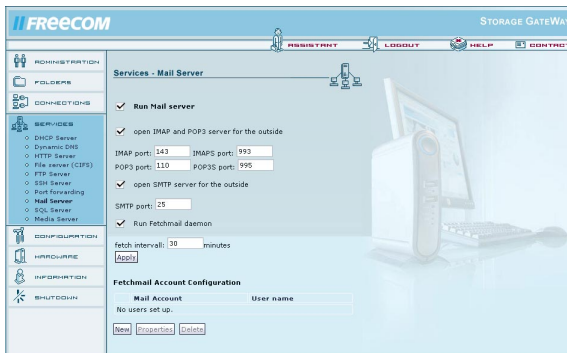 FREECOM
STORAGE GATEWAY
ASSISTANT LOGOUT HELP CONTACT
ADMINISTRATION
FOLDERS
CONNECTIONS
SERVICES
DHCP Server
Dynamic DNS
HTTP Server
File server (CIFS)
FTP Server
SSH Server
Port forwarding
Mail Server
SQL Server
Media Server
CONFIGURATION
HARDWARE
INFORMATION
SHUTDOWN
Services - Mail Server
Run Mail server
open IMAP and POP3 server for the outside
IMAP port: 143 IMAPS port: 993
POP3 port: 110 POP3S port: 995
open SMTP server for the outside
SMTP port: 25
Run Fetchmail daemon
fetch intervall: 30 minutes
Apply
Fetchmail Account Configuration
Mail Account User name
No users set up.
New Properties Delete